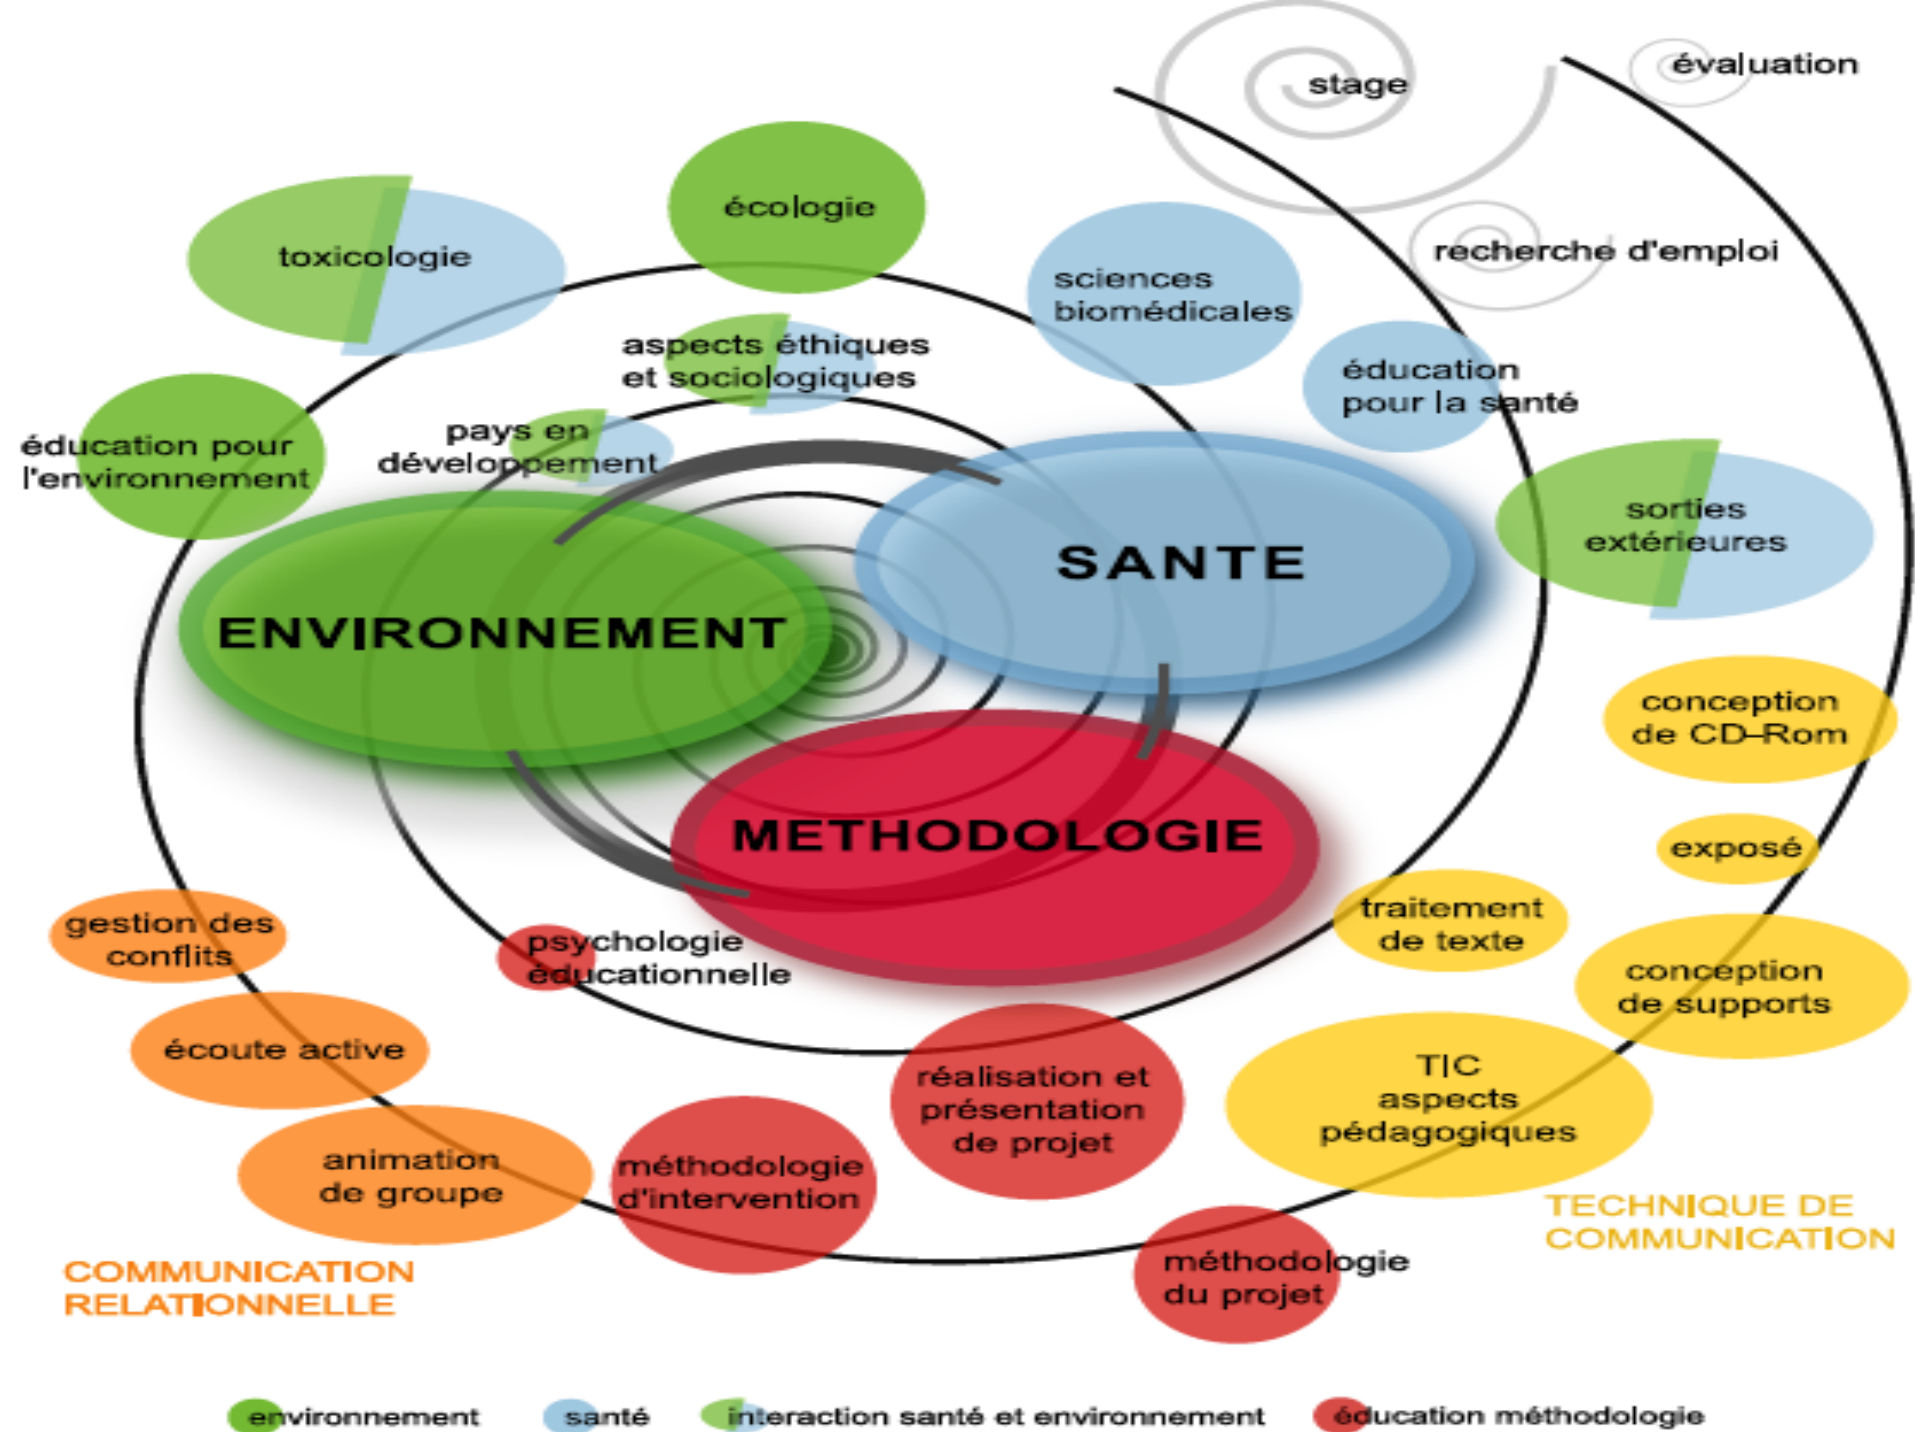 évaluation
stage
écologie
toxicologie
recherche d'emploi
sciences
biomédicales
aspects éthiques
et sociologiques
éducation
pour la santé
pays en
développement
éducation pour
l'environnement
sorties
extérieures
SANTE
ENVIRONNEMENT
conception
de CD-Rom
METHODOLOGIE
exposé
traitement
de texte
gestion des
conflits
psychologie
éducationnelle
conception
de supports
écoute active
réalisation et
présentation
de projet
TIC
aspects
pédagogiques
animation
de groupe
méthodologie
d'intervention
TECHNIQUE DE
COMMUNICATION
méthodologie
du projet
COMMUNICATION
RELATIONNELLE
environnement
santé
interaction santé et environnement
éducation méthodologie